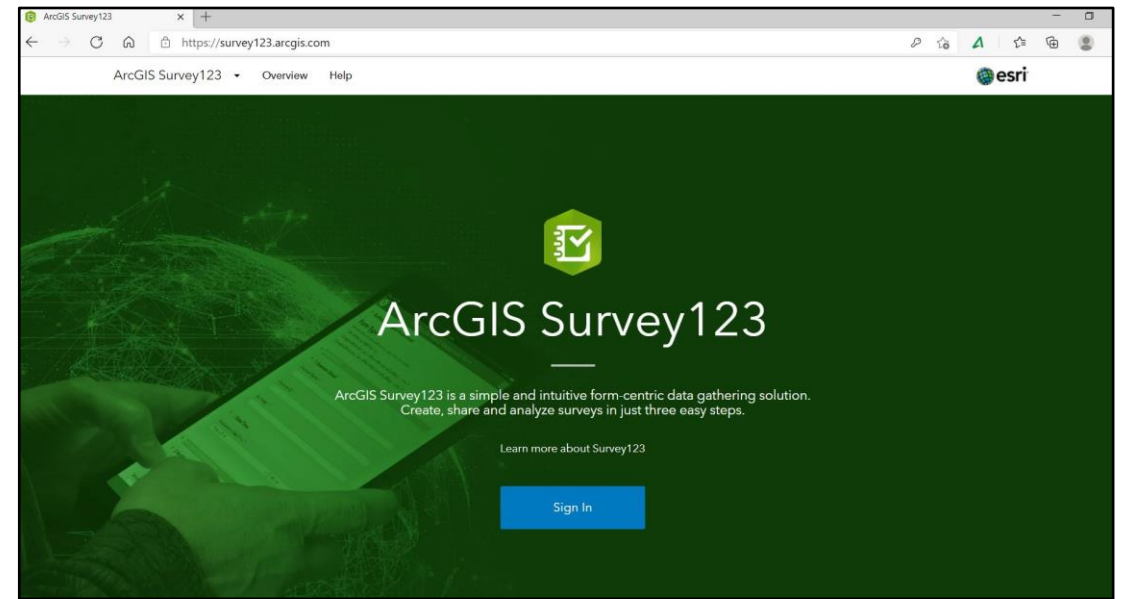 ArcGIS Survey123
https://survey123.arcgis.com
ArcGIS Survey123 Overview Help
esri
ArcGIS Survey123
ArcGIS Survey123 is a simple and intuitive form-centric data gathering solution.
Create, share and analyze surveys in just three easy steps.
Learn more about Survey123
Sign In